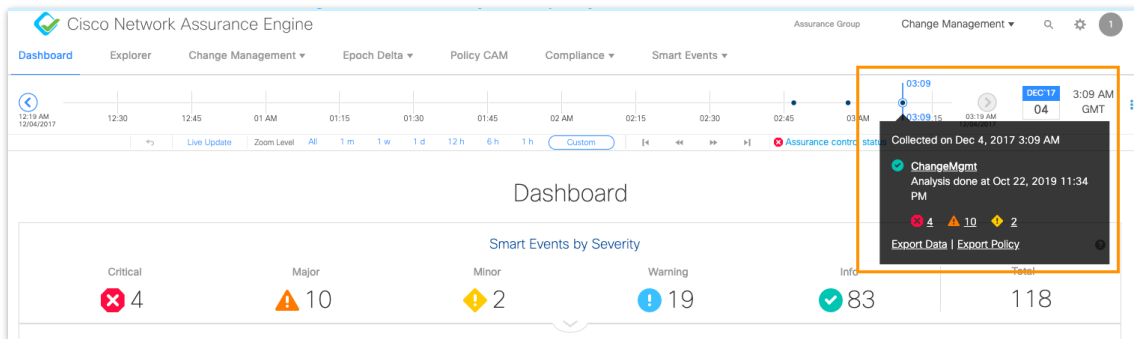 Cisco Network Assurance Engine
Assurance Group
Change Management ▾
1
Dashboard Explorer Change Management ▾ Epoch Delta ▾ Policy CAM Compliance ▾ Smart Events ▾
03:09
12:19 AM
12/04/2017
12:30 12:45 01 AM 01:15 01:30 01:45 02 AM 02:15 02:30 02:45 03 AM 03:09 15
03:19 AM
12/04/2017
DEC'17
04
3:09 AM
GMT
Live Update Zoom Level All 1 m 1 w 1 d 12 h 6 h 1 h Custom
Assurance control status
Collected on Dec 4, 2017 3:09 AM
ChangeMgmt
Analysis done at Oct 22, 2019 11:34
PM
4 10 2
Export Data | Export Policy
Dashboard
Smart Events by Severity
Critical Major Minor Warning Info Total
4 10 2 19 83 118